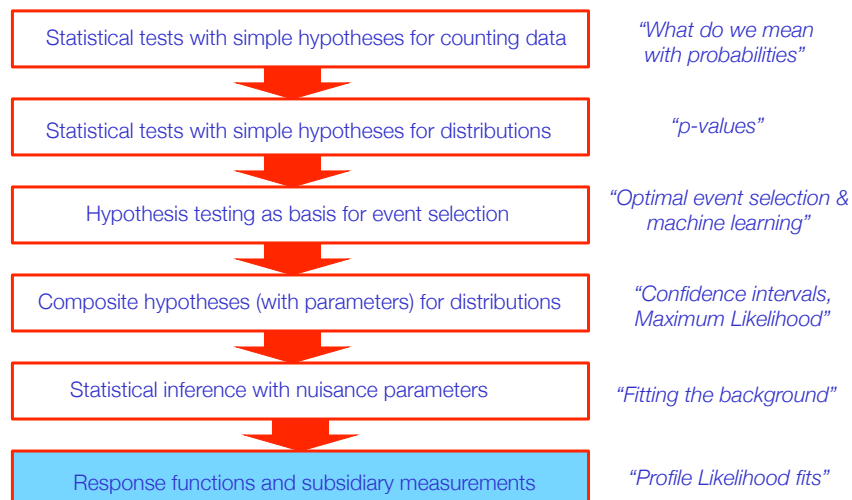 Statistical tests with simple hypotheses for counting data
“What do we mean
with probabilities”
Statistical tests with simple hypotheses for distributions
“p-values”
Hypothesis testing as basis for event selection
“Optimal event selection &
machine learning”
Composite hypotheses (with parameters) for distributions
“Confidence intervals,
Maximum Likelihood”
Statistical inference with nuisance parameters
“Fitting the background”
Response functions and subsidiary measurements
“Profile Likelihood fits”